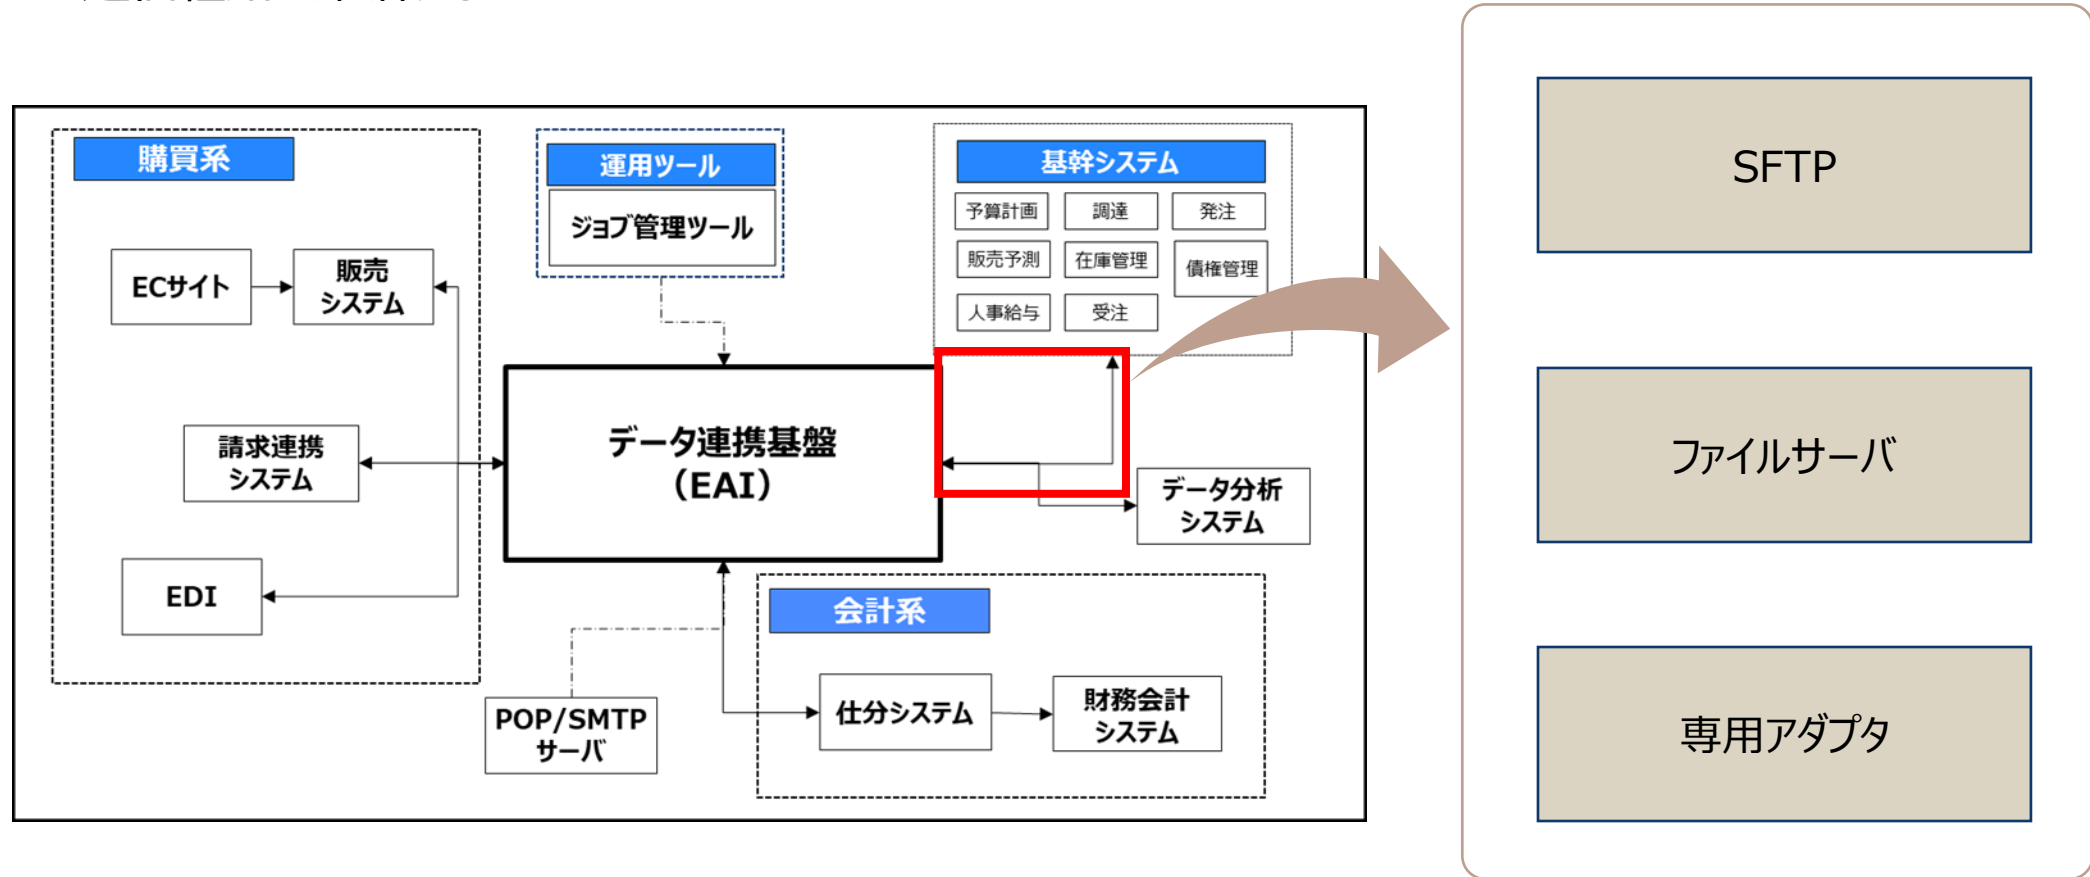 購買系
ECサイト
販売
システム
請求連携
システム
EDI
運用ツール
ジョブ管理ツール
基幹システム
予算計画
調達
発注
販売予測
在庫管理
債権管理
人事給与
受注
データ連携基盤
（EAI）
データ分析
システム
POP/SMTP
サーバ
会計系
仕分システム
財務会計
システム
SFTP
ファイルサーバ
専用アダプタ